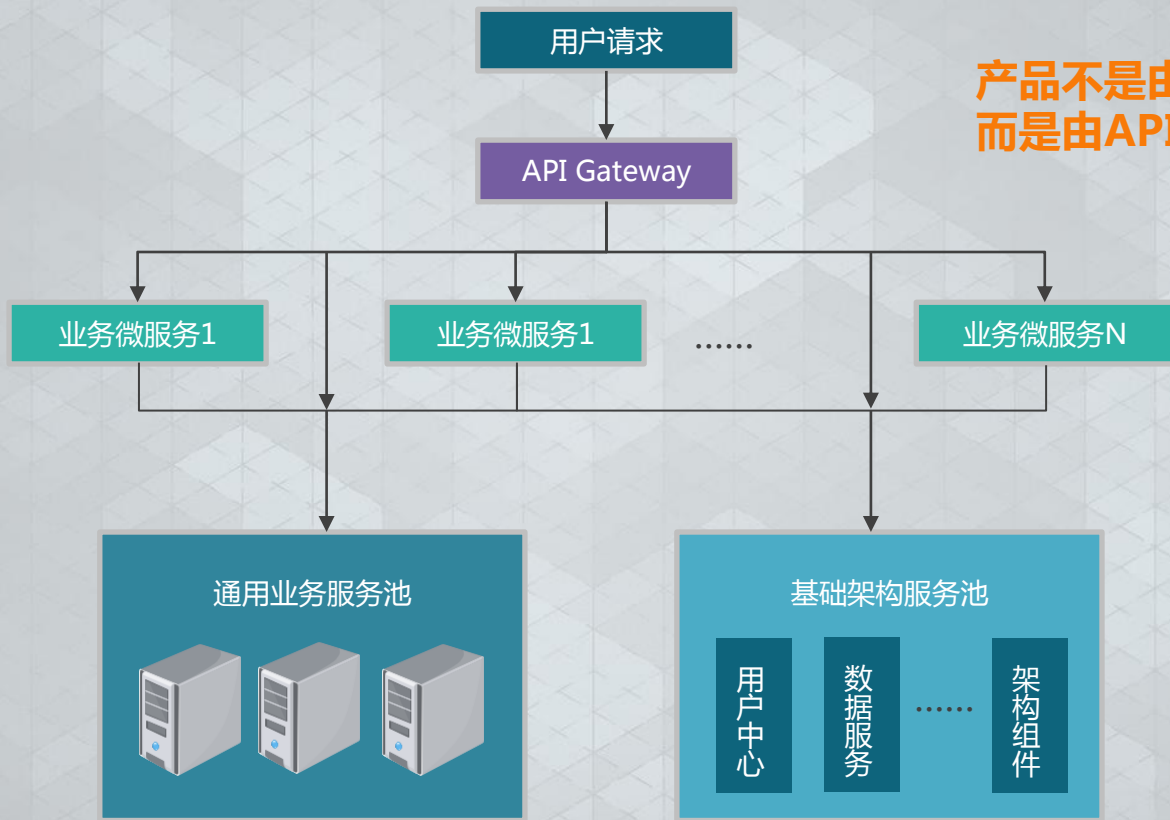 用户请求
产品不是
而是由API
API Gateway
业务微服务1
业务微服务1
......
业务微服务N
通用业务服务池
基础架构服务池
用户中心
数据服务
......
架构组件